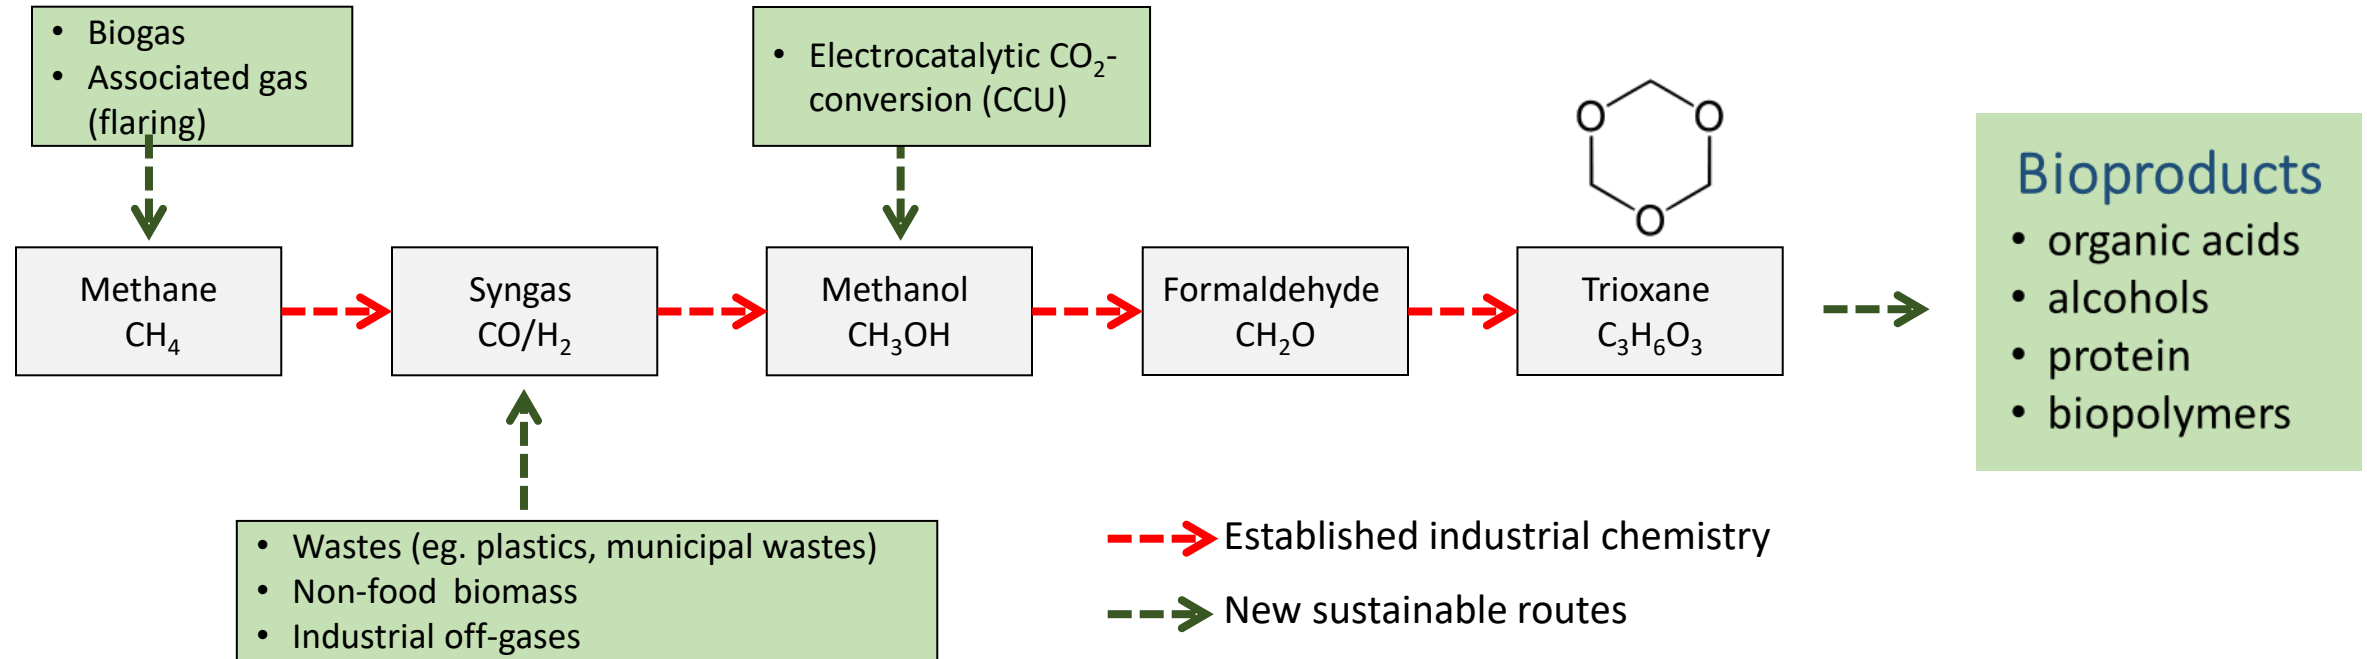 • Biogas
• Associated gas
(flaring)
• Electrocatalytic CO₂-
conversion (CCU)
O
O
O
Bioproducts
• organic acids
• alcohols
• protein
• biopolymers
Methane
CH₄
Syngas
CO/H₂
Methanol
CH₃OH
Formaldehyde
CH₂O
Trioxane
C₃H₆O₃
• Wastes (eg. plastics, municipal wastes)
• Non-food biomass
• Industrial off-gases
Established industrial chemistry
New sustainable routes